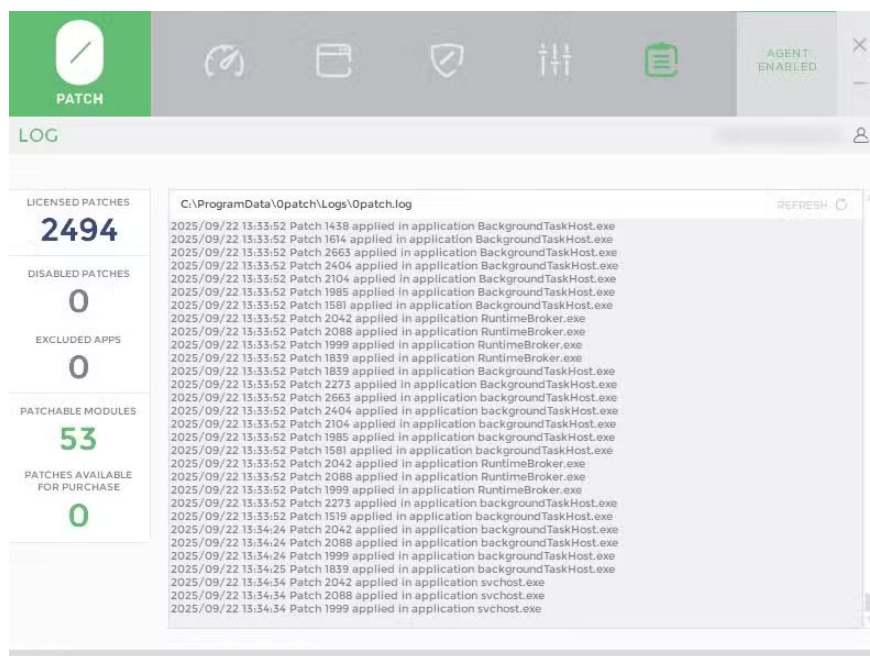 PATCH
AGENT
ENABLED
LOG
LICENSED PATCHES
2494
DISABLED PATCHES
0
EXCLUDED APPS
0
PATCHABLE MODULES
53
PATCHES AVAILABLE
FOR PURCHASE
0
C:\ProgramData\0patch\Logs\0patch.log
REFRESH
2025/09/22 13:33:52 Patch 1438 applied in application BackgroundTaskHost.exe
2025/09/22 13:33:52 Patch 1614 applied in application BackgroundTaskHost.exe
2025/09/22 13:33:52 Patch 2663 applied in application BackgroundTaskHost.exe
2025/09/22 13:33:52 Patch 2404 applied in application BackgroundTaskHost.exe
2025/09/22 13:33:52 Patch 2104 applied in application BackgroundTaskHost.exe
2025/09/22 13:33:52 Patch 1985 applied in application BackgroundTaskHost.exe
2025/09/22 13:33:52 Patch 1581 applied in application BackgroundTaskHost.exe
2025/09/22 13:33:52 Patch 2042 applied in application RuntimeBroker.exe
2025/09/22 13:33:52 Patch 2088 applied in application RuntimeBroker.exe
2025/09/22 13:33:52 Patch 1999 applied in application RuntimeBroker.exe
2025/09/22 13:33:52 Patch 1839 applied in application RuntimeBroker.exe
2025/09/22 13:33:52 Patch 1839 applied in application BackgroundTaskHost.exe
2025/09/22 13:33:52 Patch 2273 applied in application BackgroundTaskHost.exe
2025/09/22 13:33:52 Patch 2663 applied in application backgroundTaskHost.exe
2025/09/22 13:33:52 Patch 2404 applied in application backgroundTaskHost.exe
2025/09/22 13:33:52 Patch 2104 applied in application backgroundTaskHost.exe
2025/09/22 13:33:52 Patch 1985 applied in application backgroundTaskHost.exe
2025/09/22 13:33:52 Patch 1581 applied in application backgroundTaskHost.exe
2025/09/22 13:33:52 Patch 2042 applied in application RuntimeBroker.exe
2025/09/22 13:33:52 Patch 2088 applied in application RuntimeBroker.exe
2025/09/22 13:33:52 Patch 1999 applied in application RuntimeBroker.exe
2025/09/22 13:33:52 Patch 2273 applied in application backgroundTaskHost.exe
2025/09/22 13:33:52 Patch 1519 applied in application backgroundTaskHost.exe
2025/09/22 13:34:24 Patch 2042 applied in application backgroundTaskHost.exe
2025/09/22 13:34:24 Patch 2088 applied in application backgroundTaskHost.exe
2025/09/22 13:34:24 Patch 1999 applied in application backgroundTaskHost.exe
2025/09/22 13:34:25 Patch 1839 applied in application backgroundTaskHost.exe
2025/09/22 13:34:34 Patch 2042 applied in application svchost.exe
2025/09/22 13:34:34 Patch 2088 applied in application svchost.exe
2025/09/22 13:34:34 Patch 1999 applied in application svchost.exe